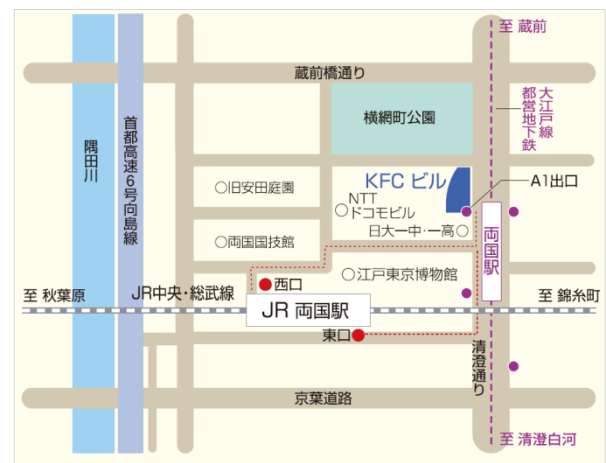 至 蔵前
蔵前橋通り
大江戸線
都営地下鉄
横網町公園
隅田川
首都高速6号向島線
KFC ビル
A1出口
○旧安田庭園
NTT
○ドコモビル
日大一中・一高○
○両国国技館
両国駅
○江戸東京博物館
西口
至 秋葉原
JR中央・総武線
至 錦糸町
JR 両国駅
東口
清澄通り
京葉道路
至 清澄白河